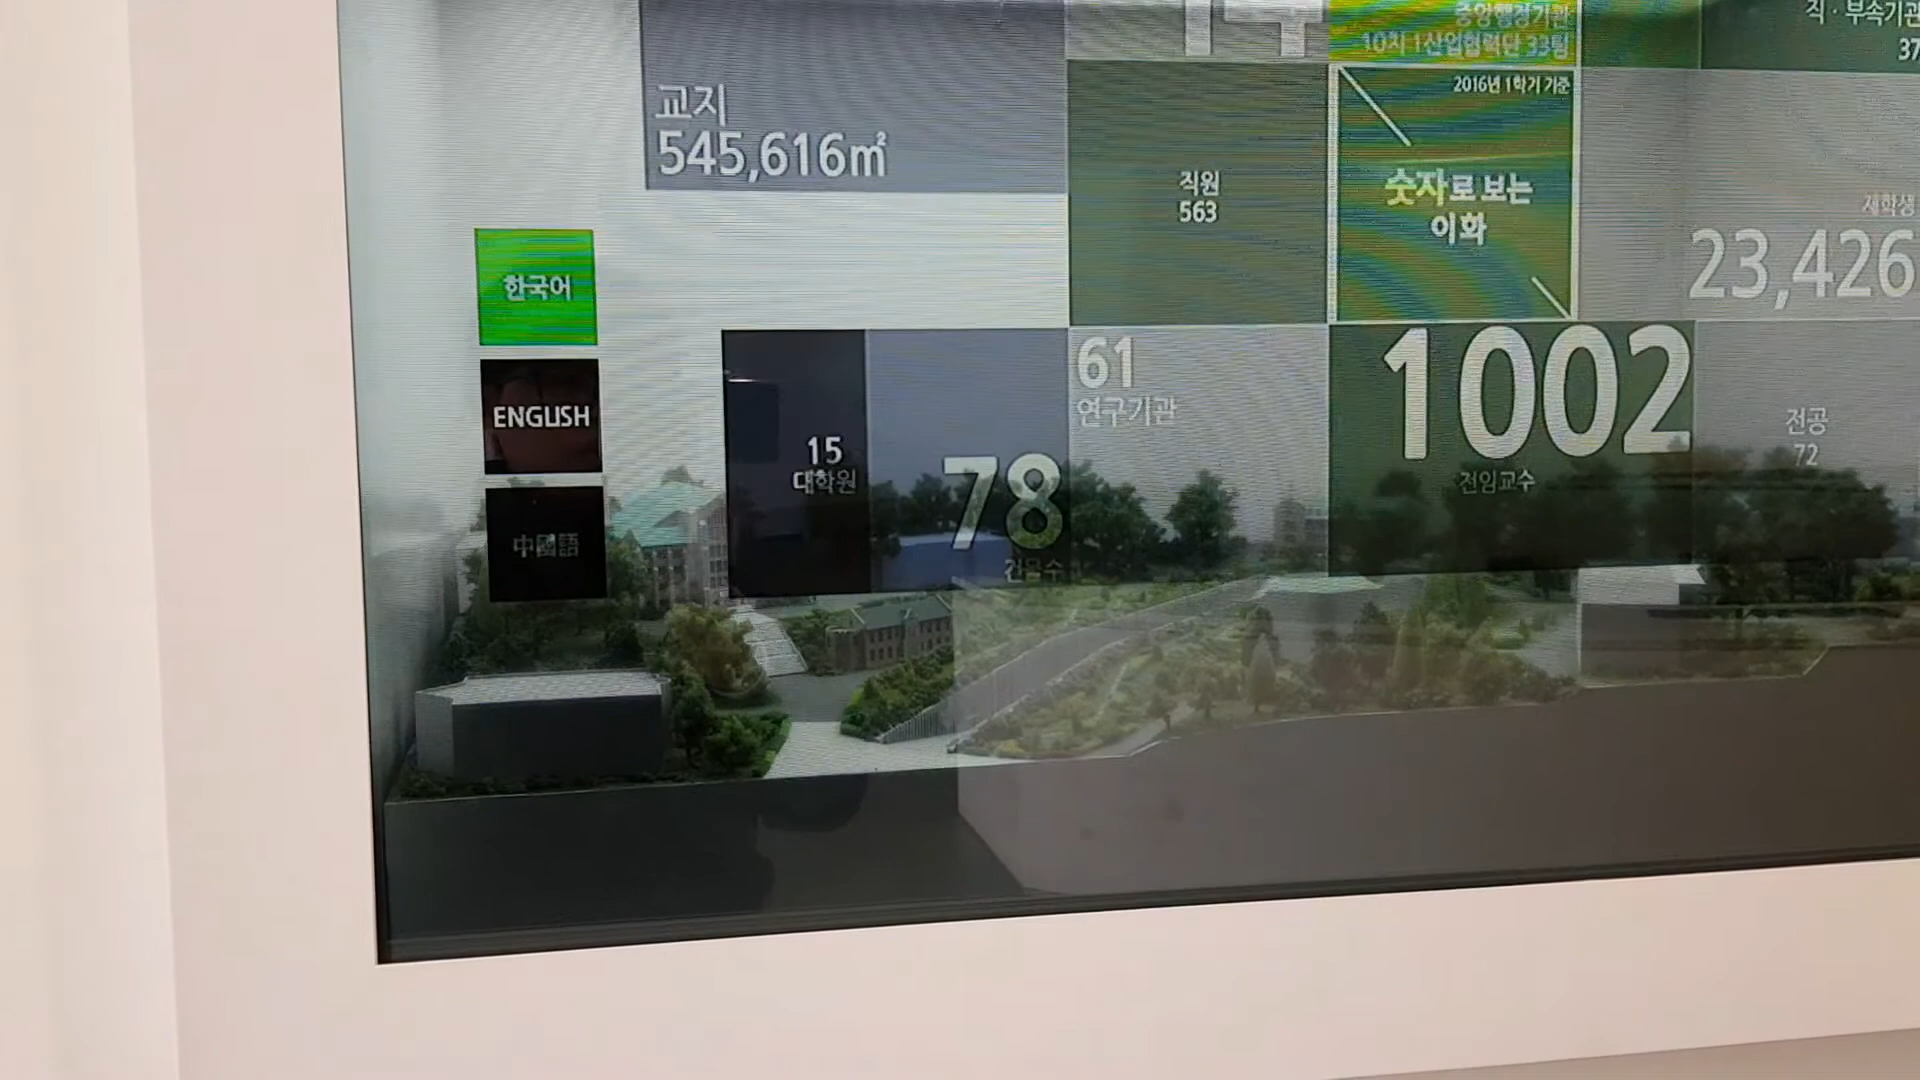 중앙행정기관
10처 1산업협력단 33팀
직·부속기관
37
교지
545,616㎡
직원
563
2016년 1학기 기준
숫자로 보는
이화
재학생
23,426
한국어
ENGLISH
中國語
15
대학원
78
건물수
61
연구기관
1002
전임교수
전공
72